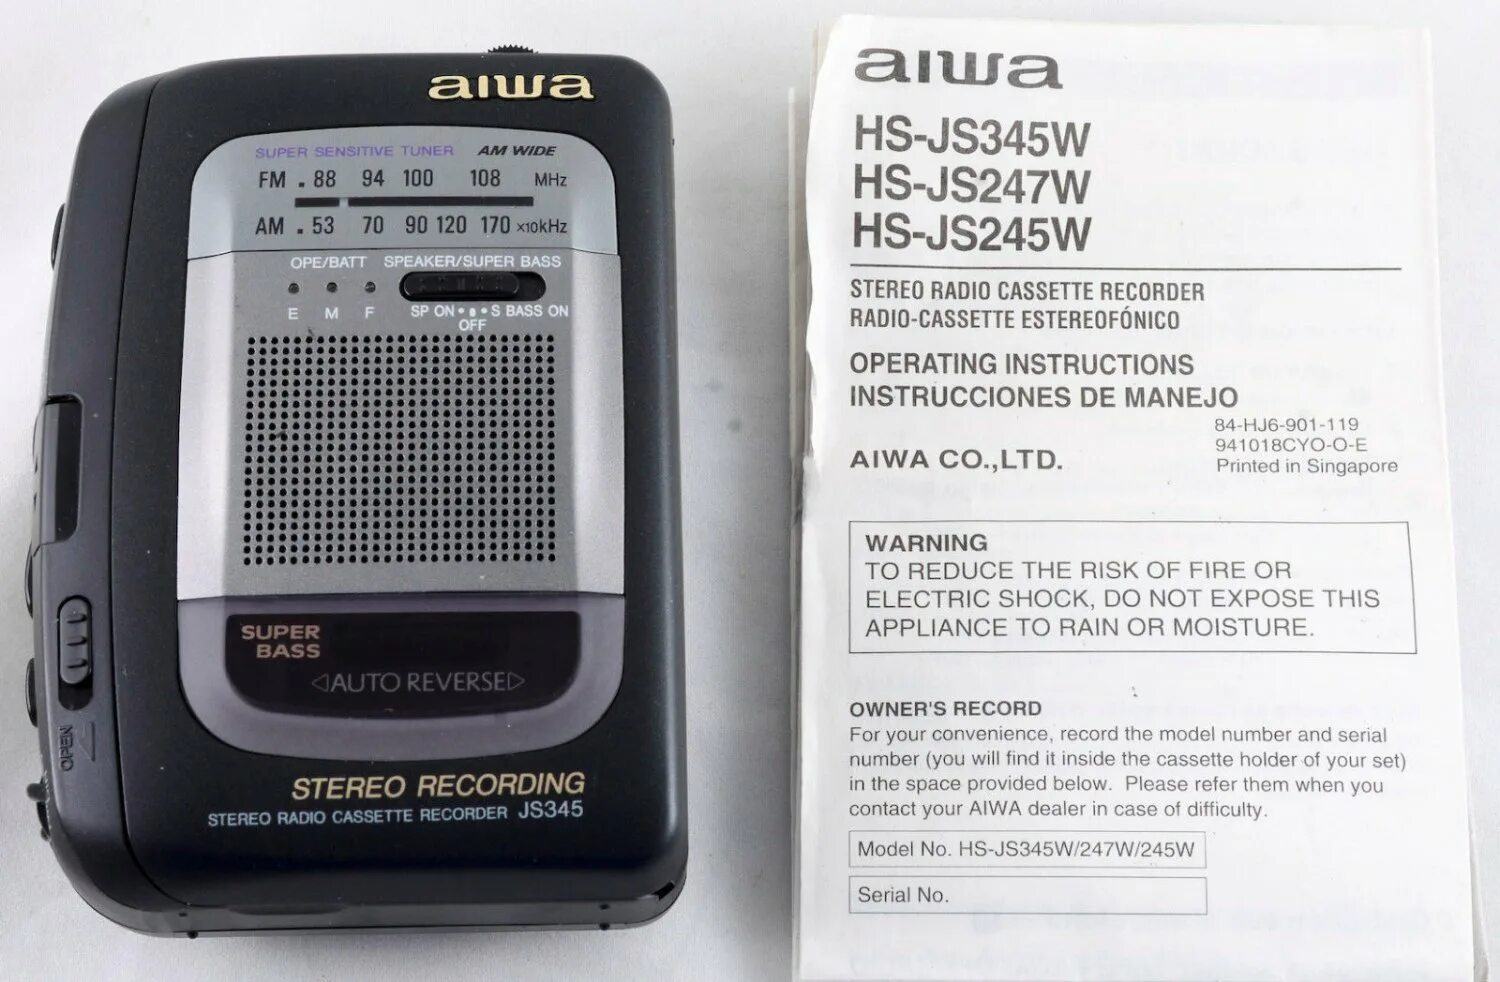 aiwa
SUPER SENSITIVE TUNER AM WIDE
FM . 88 94 100 108 MHz
AM . 53 70 90 120 170 x10kHz
OPE/BATT SPEAKER/SUPER BASS
E M F SP ON • • S BASS ON
OFF
SUPER
BASS
◁AUTO REVERSE▷
OPEN
STEREO RECORDING
STEREO RADIO CASSETTE RECORDER JS345
aiwa
HS-JS345W
HS-JS247W
HS-JS245W
STEREO RADIO CASSETTE RECORDER
RADIO-CASSETTE ESTEREOFÓNICO
OPERATING INSTRUCTIONS
INSTRUCCIONES DE MANEJO
84-HJ6-901-119
941018CYO-O-E
AIWA CO.,LTD.
Printed in Singapore
WARNING
TO REDUCE THE RISK OF FIRE OR
ELECTRIC SHOCK, DO NOT EXPOSE THIS
APPLIANCE TO RAIN OR MOISTURE.
OWNER'S RECORD
For your convenience, record the model number and serial
number (you will find it inside the cassette holder of your set)
in the space provided below. Please refer them when you
contact your AIWA dealer in case of difficulty.
Model No. HS-JS345W/247W/245W
Serial No.